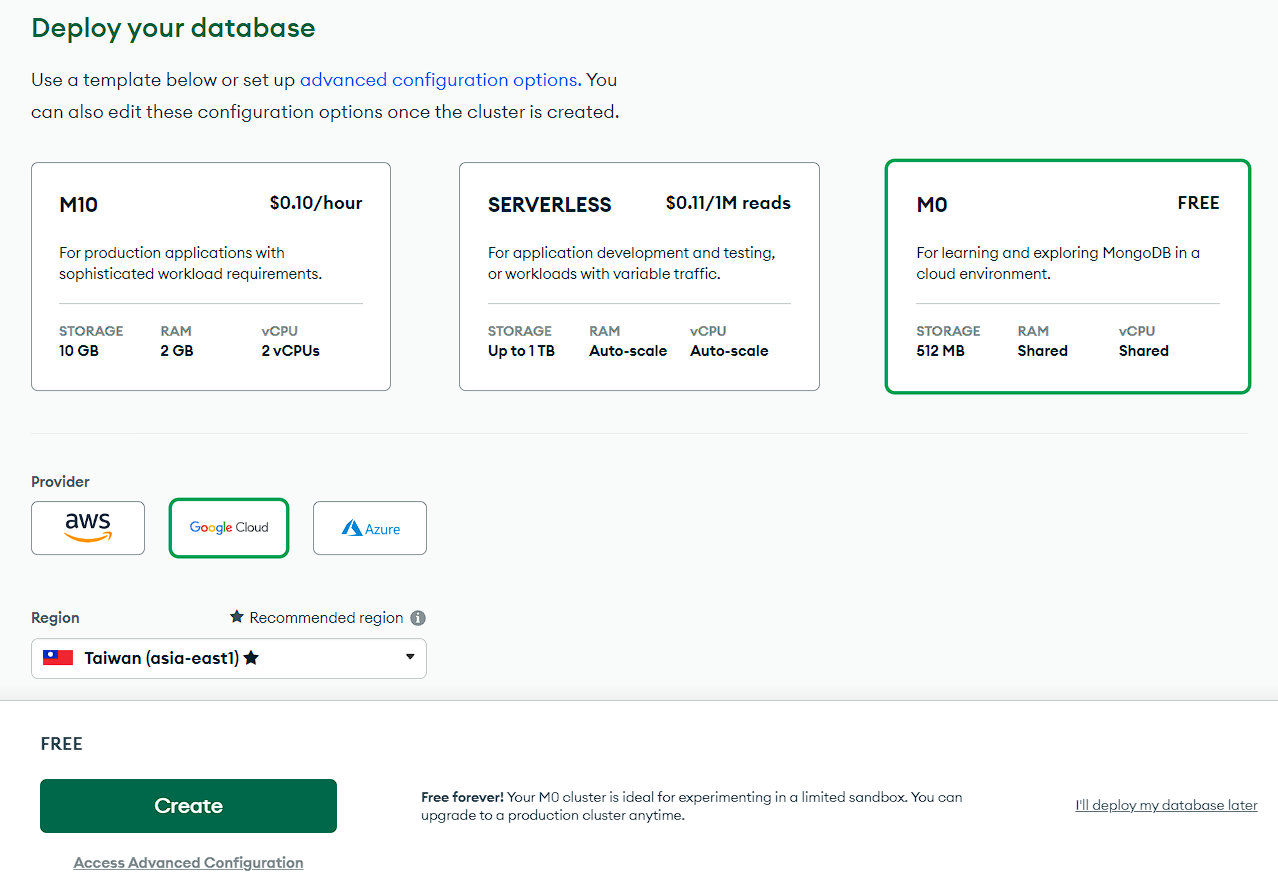 Deploy your database
Use a template below or set up advanced configuration options. You
can also edit these configuration options once the cluster is created.
M10 $0.10/hour
For production applications with
sophisticated workload requirements.
STORAGE RAM vCPU
10 GB 2 GB 2 vCPUs
SERVERLESS $0.11/1M reads
For application development and testing,
or workloads with variable traffic.
STORAGE RAM vCPU
Up to 1 TB Auto-scale Auto-scale
M0 FREE
For learning and exploring MongoDB in a
cloud environment.
STORAGE RAM vCPU
512 MB Shared Shared
Provider
aws
Google Cloud
Azure
Region ★ Recommended region
Taiwan (asia-east1) ★
FREE
Create
Access Advanced Configuration
Free forever! Your M0 cluster is ideal for experimenting in a limited sandbox. You can
upgrade to a production cluster anytime.
I'll deploy my database later